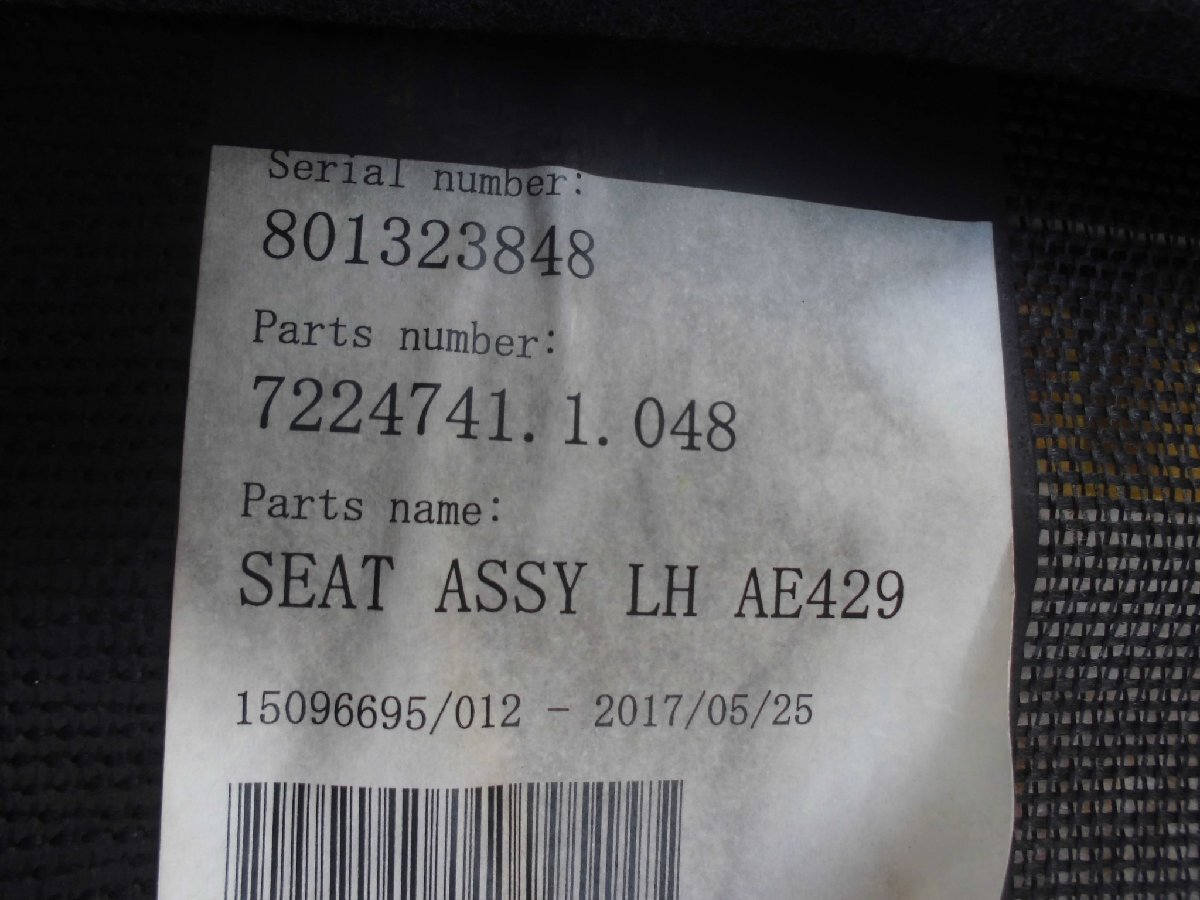 Serial number:
801323848
Parts number:
7224741.1.048
Parts name:
SEAT ASSY LH AE429
15096695/012 - 2017/05/25